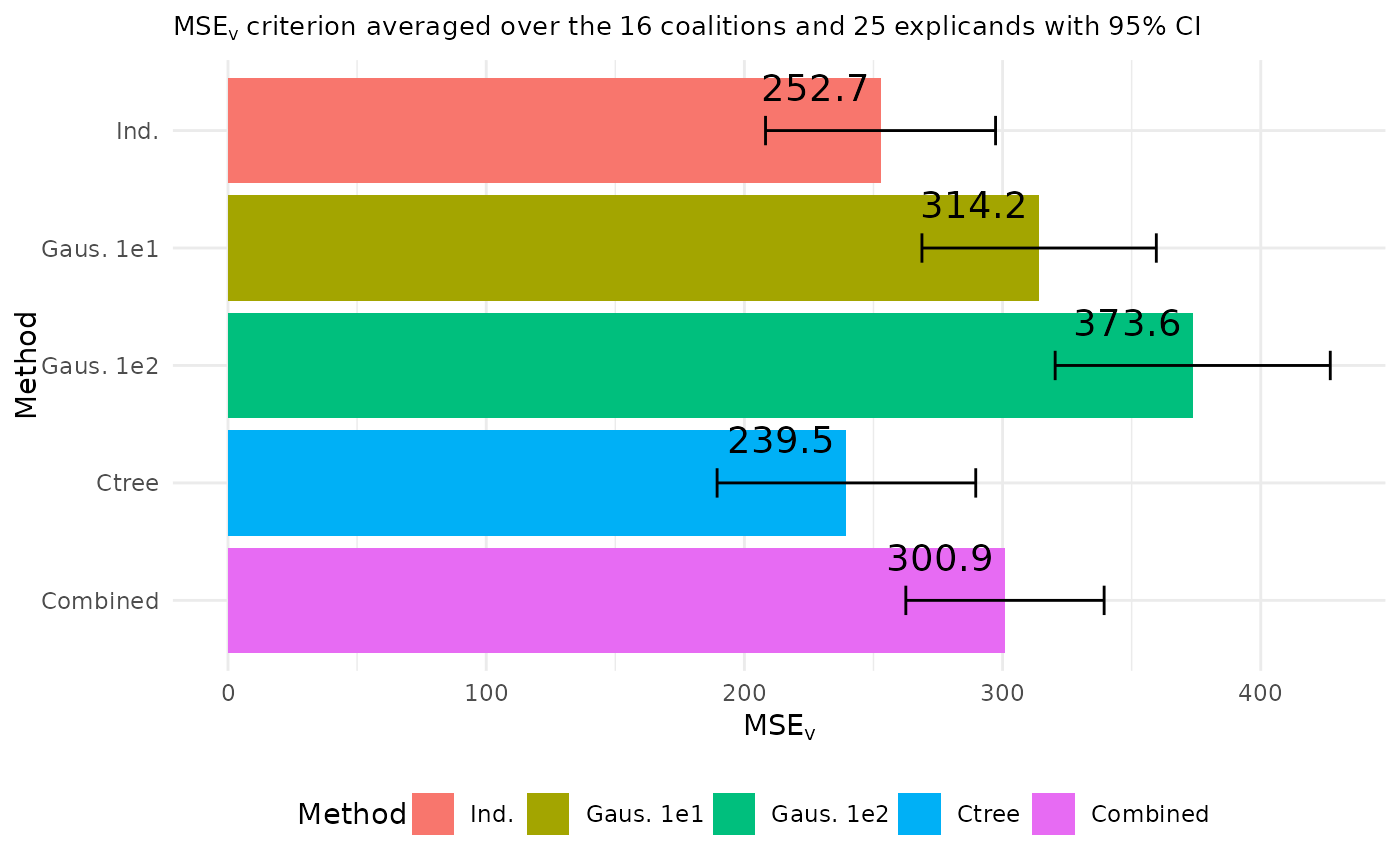 MSEv criterion averaged over the 16 coalitions and 25 explicands with 95% CI
Method
Ind.
252.7
Gaus. 1e1
314.2
Gaus. 1e2
373.6
Ctree
239.5
Combined
300.9
0 100 200 300 400
MSEv
Method Ind. Gaus. 1e1 Gaus. 1e2 Ctree Combined